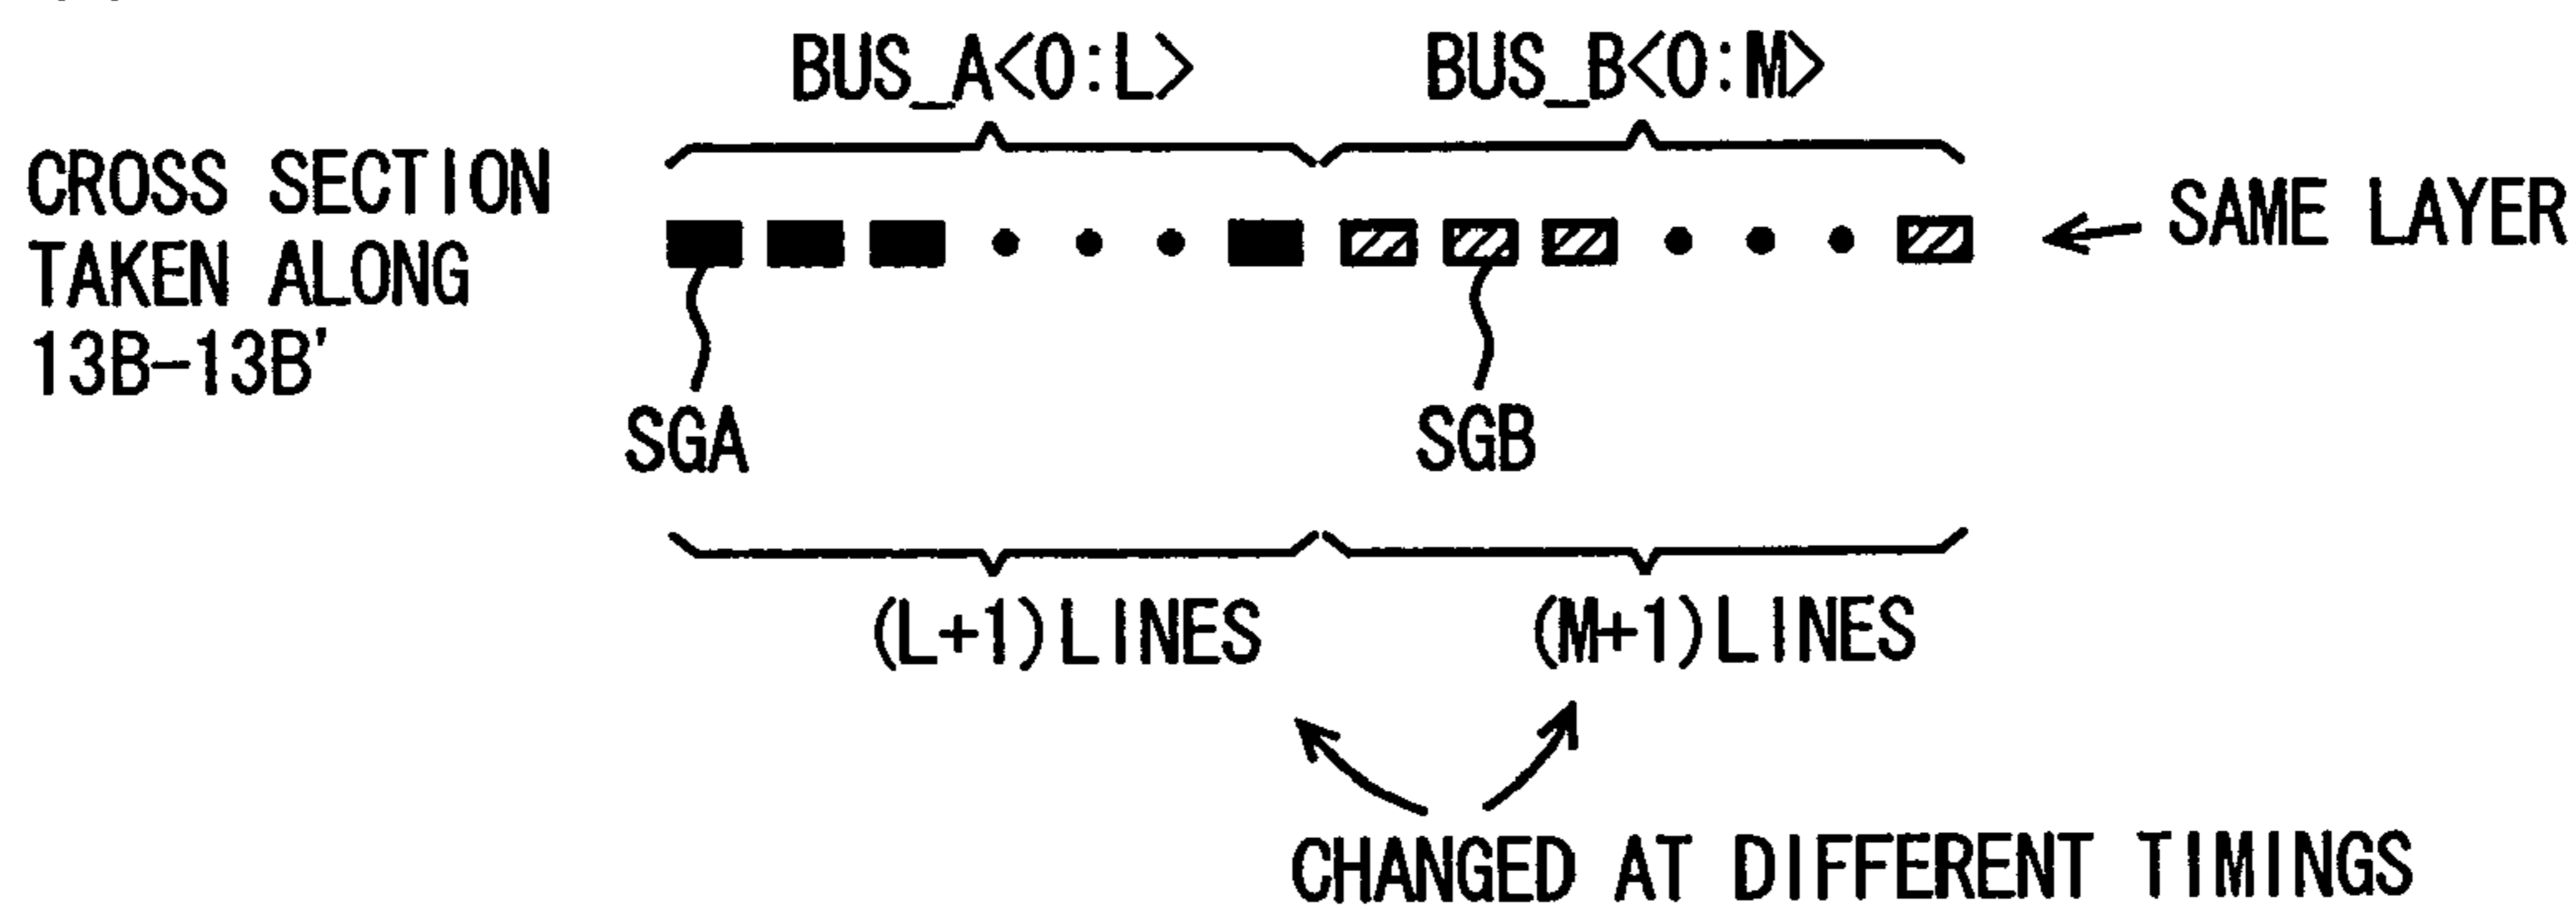 BUS_A<0:L> BUS_B<0:M>
CROSS SECTION
TAKEN ALONG
13B-13B'
SAME LAYER
SGA SGB
(L+1)LINES (M+1)LINES
CHANGED AT DIFFERENT TIMINGS